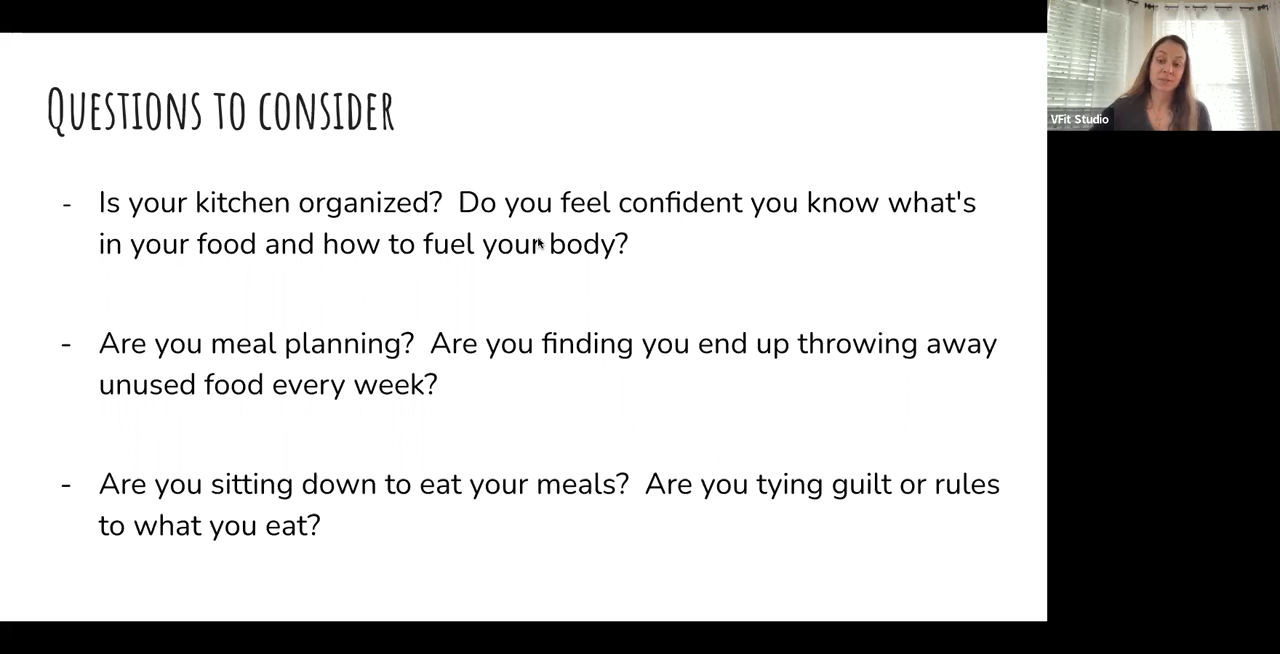 Questions to consider
VFit Studio
- Is your kitchen organized?  Do you feel confident you know what's
in your food and how to fuel your body?
- Are you meal planning?  Are you finding you end up throwing away
unused food every week?
- Are you sitting down to eat your meals?  Are you tying guilt or rules
to what you eat?